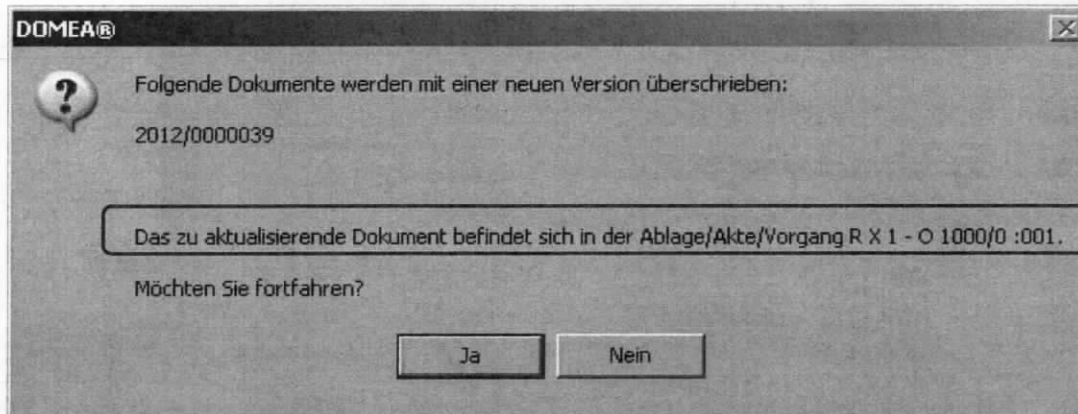 DOMEA®
Folgende Dokumente werden mit einer neuen Version überschrieben:
2012/0000039
Das zu aktualisierende Dokument befindet sich in der Ablage/Akte/Vorgang R X 1 - O 1000/0 :001.
Möchten Sie fortfahren?
Ja
Nein